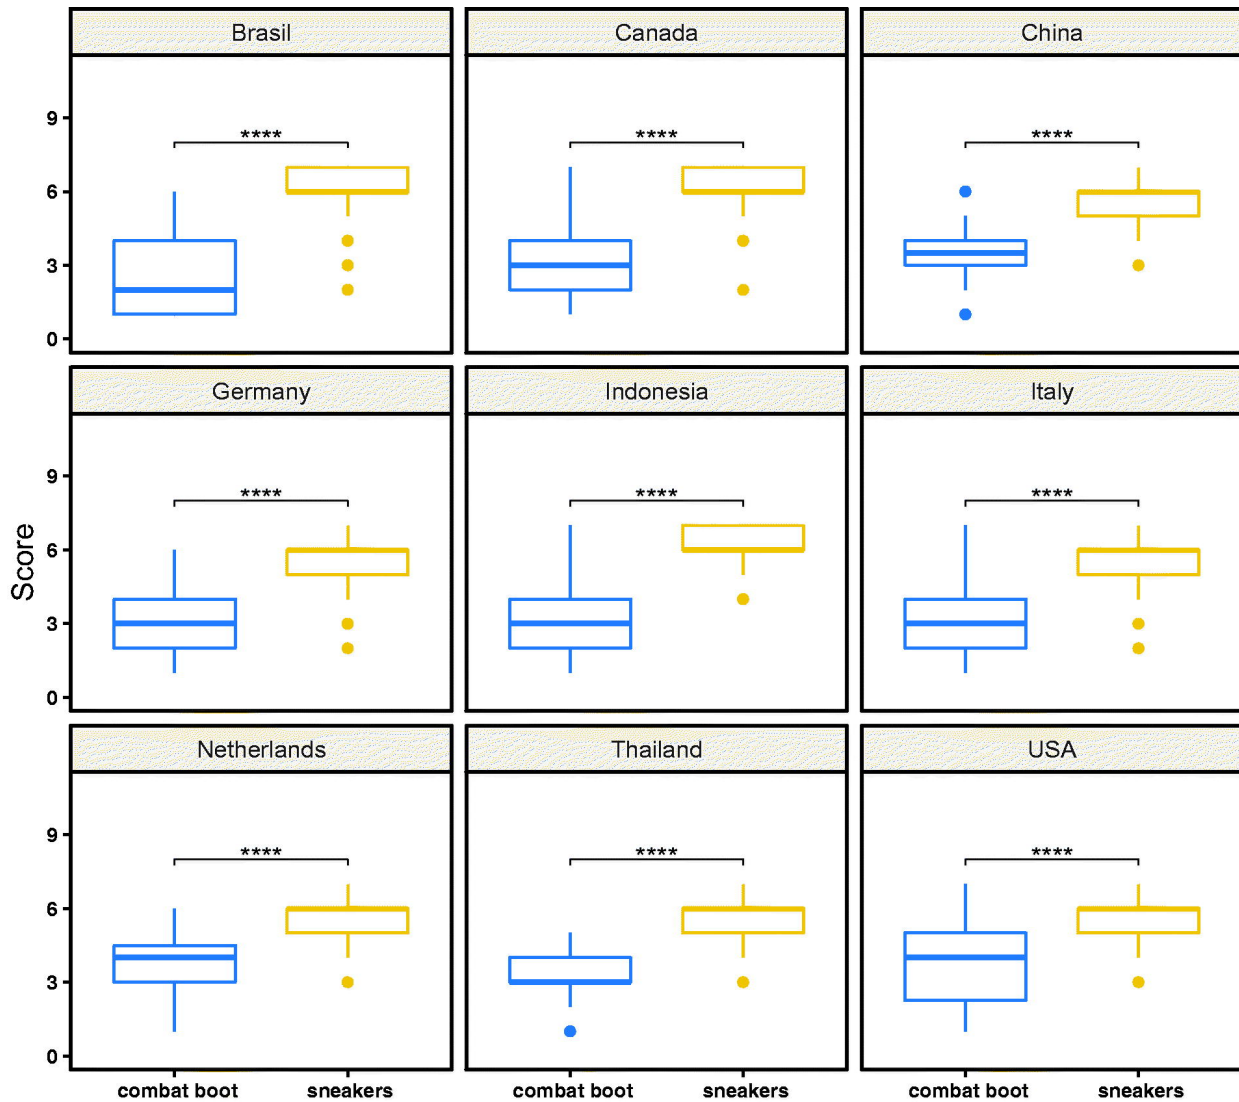 Brasil Canada China
**** **** ****
9
6
3
0
Germany Indonesia Italy
**** **** ****
9
6
3
0
Score
Netherlands Thailand USA
**** **** ****
9
6
3
0
combat boot sneakers combat boot sneakers combat boot sneakers